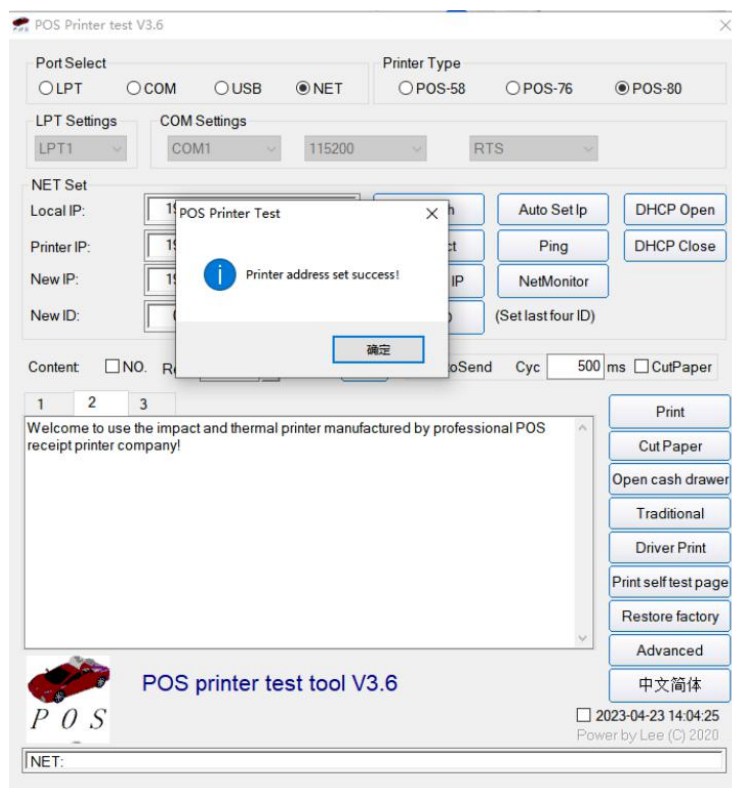 POS Printer test V3.6
Port Select
LPT COM USB NET
Printer Type
POS-58 POS-76 POS-80
LPT Settings
LPT1
COM Settings
COM1 115200 RTS
NET Set
Local IP:
Printer IP:
New IP:
New ID:
POS Printer Test
Printer address set success!
确定
IP
Auto Set Ip DHCP Open
Ping DHCP Close
NetMonitor
(Set last four ID)
Content: NO. Cyc 500 ms CutPaper
1 2 3
Welcome to use the impact and thermal printer manufactured by professional POS
receipt printer company!
Print
Cut Paper
Open cash drawer
Traditional
Driver Print
Print self test page
Restore factory
Advanced
中文简体
POS
POS printer test tool V3.6
2023-04-23 14:04:25
Power by Lee (C) 2020
NET: